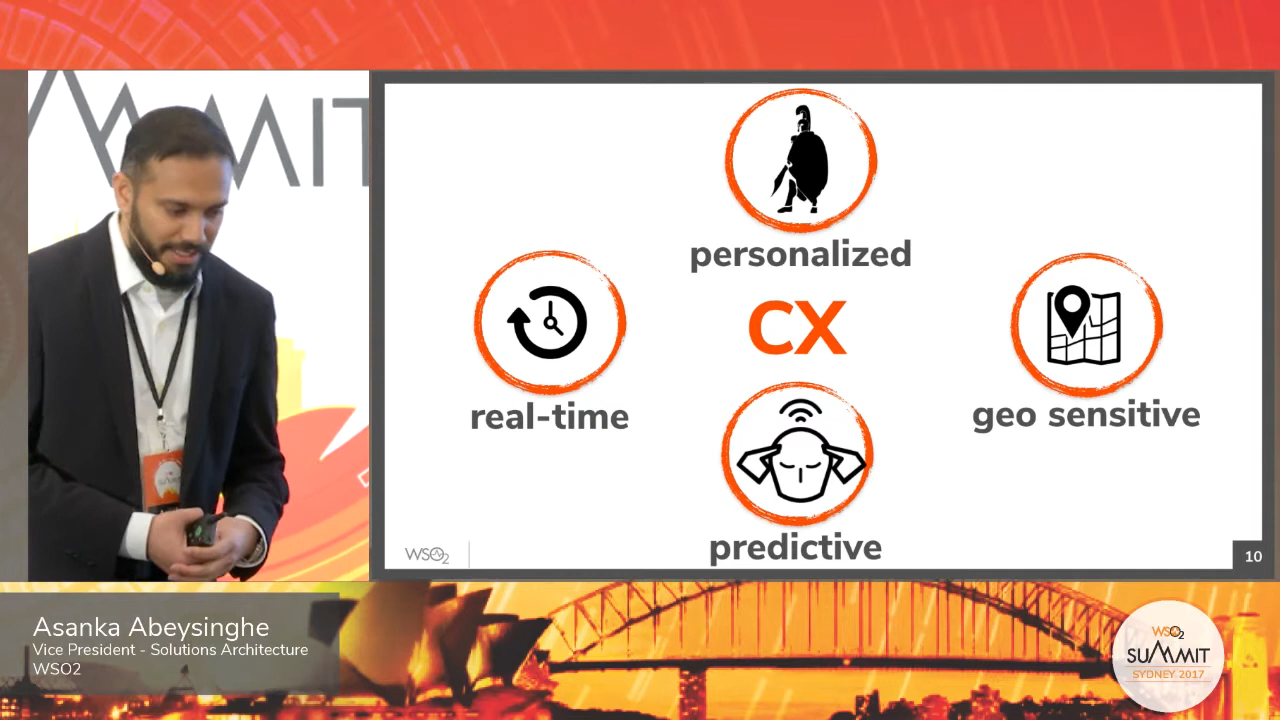 MMIT
personalized
CX
real-time
geo sensitive
predictive
WSO2
10
Asanka Abeysinghe
Vice President - Solutions Architecture
WSO2
WSO2
SUMMIT
SYDNEY 2017